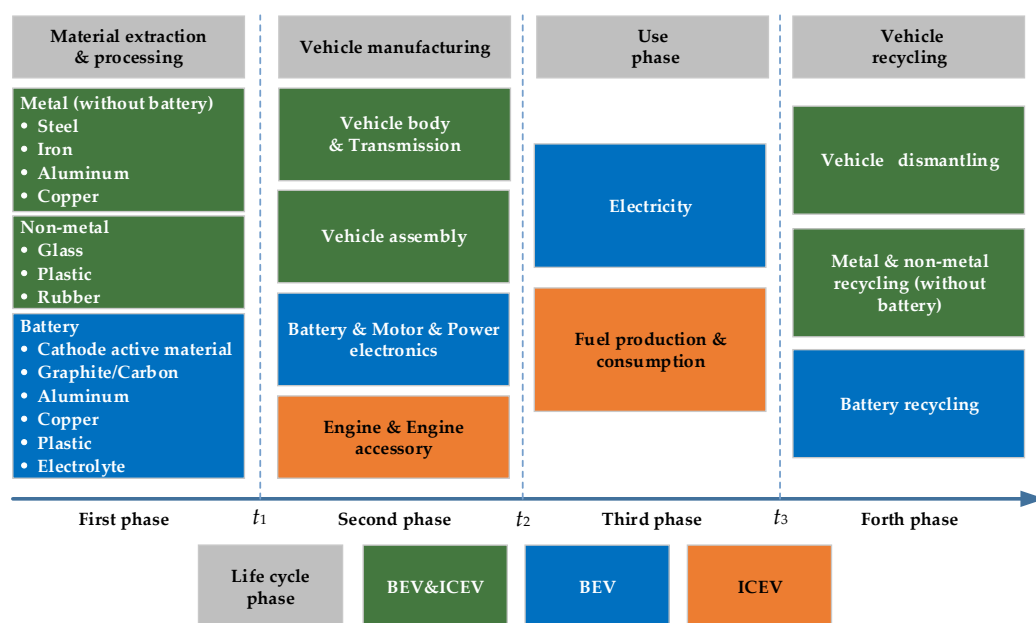 Material extraction
& processing
Vehicle manufacturing
Use
phase
Vehicle
recycling
Metal (without battery)
• Steel
• Iron
• Aluminum
• Copper
Non-metal
• Glass
• Plastic
• Rubber
Battery
• Cathode active material
• Graphite/Carbon
• Aluminum
• Copper
• Plastic
• Electrolyte
Vehicle body
& Transmission
Vehicle assembly
Battery & Motor & Power
electronics
Engine & Engine
accessory
Electricity
Fuel production &
consumption
Vehicle dismantling
Metal & non-metal
recycling (without
battery)
Battery recycling
First phase
t1
Second phase
t2
Third phase
t3
Forth phase
Life cycle
phase
BEV&ICEV
BEV
ICEV